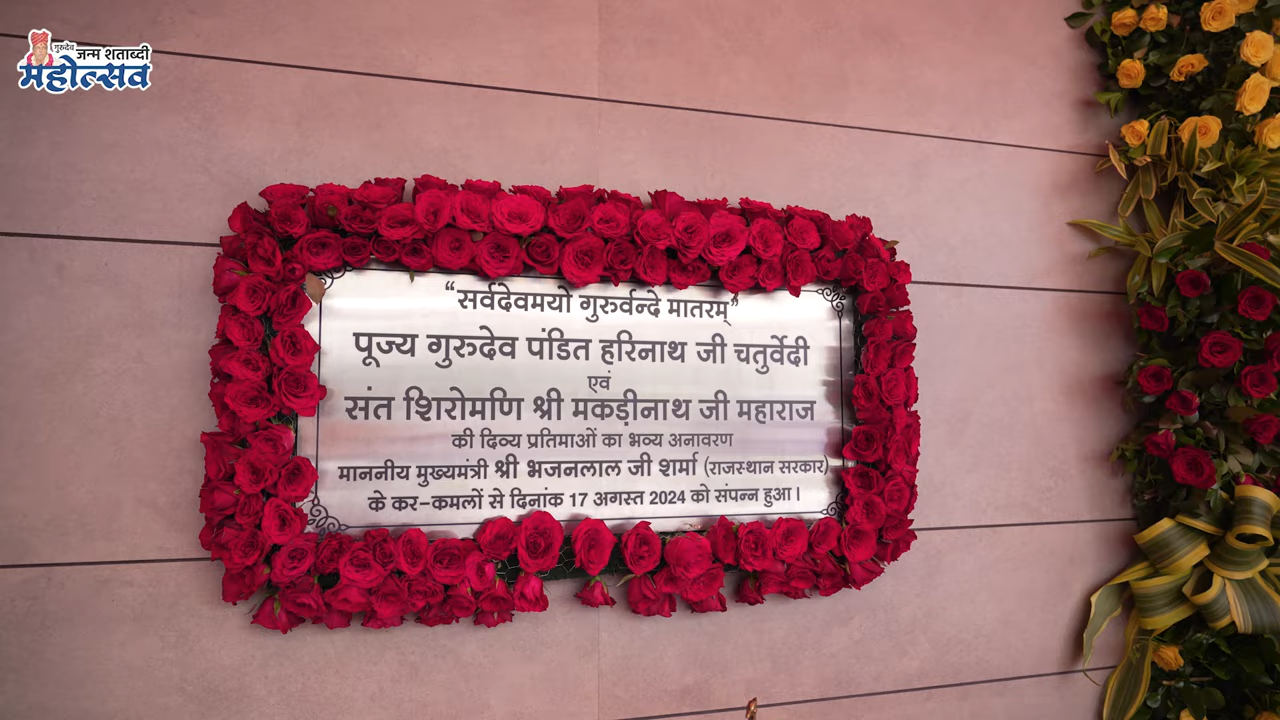 गुरुदेव
जन्म शताब्दी
महोत्सव
“सर्वदेवमयो गुरुर्वन्दे मातरम्”
पूज्य गुरुदेव पंडित हरिनाथ जी चतुर्वेदी
एवं
संत शिरोमणि श्री मकड़ीनाथ जी महाराज
की दिव्य प्रतिमाओं का भव्य अनावरण
माननीय मुख्यमंत्री श्री भजनलाल जी शर्मा (राजस्थान सरकार)
के कर-कमलों से दिनांक 17 अगस्त 2024 को संपन्न हुआ।